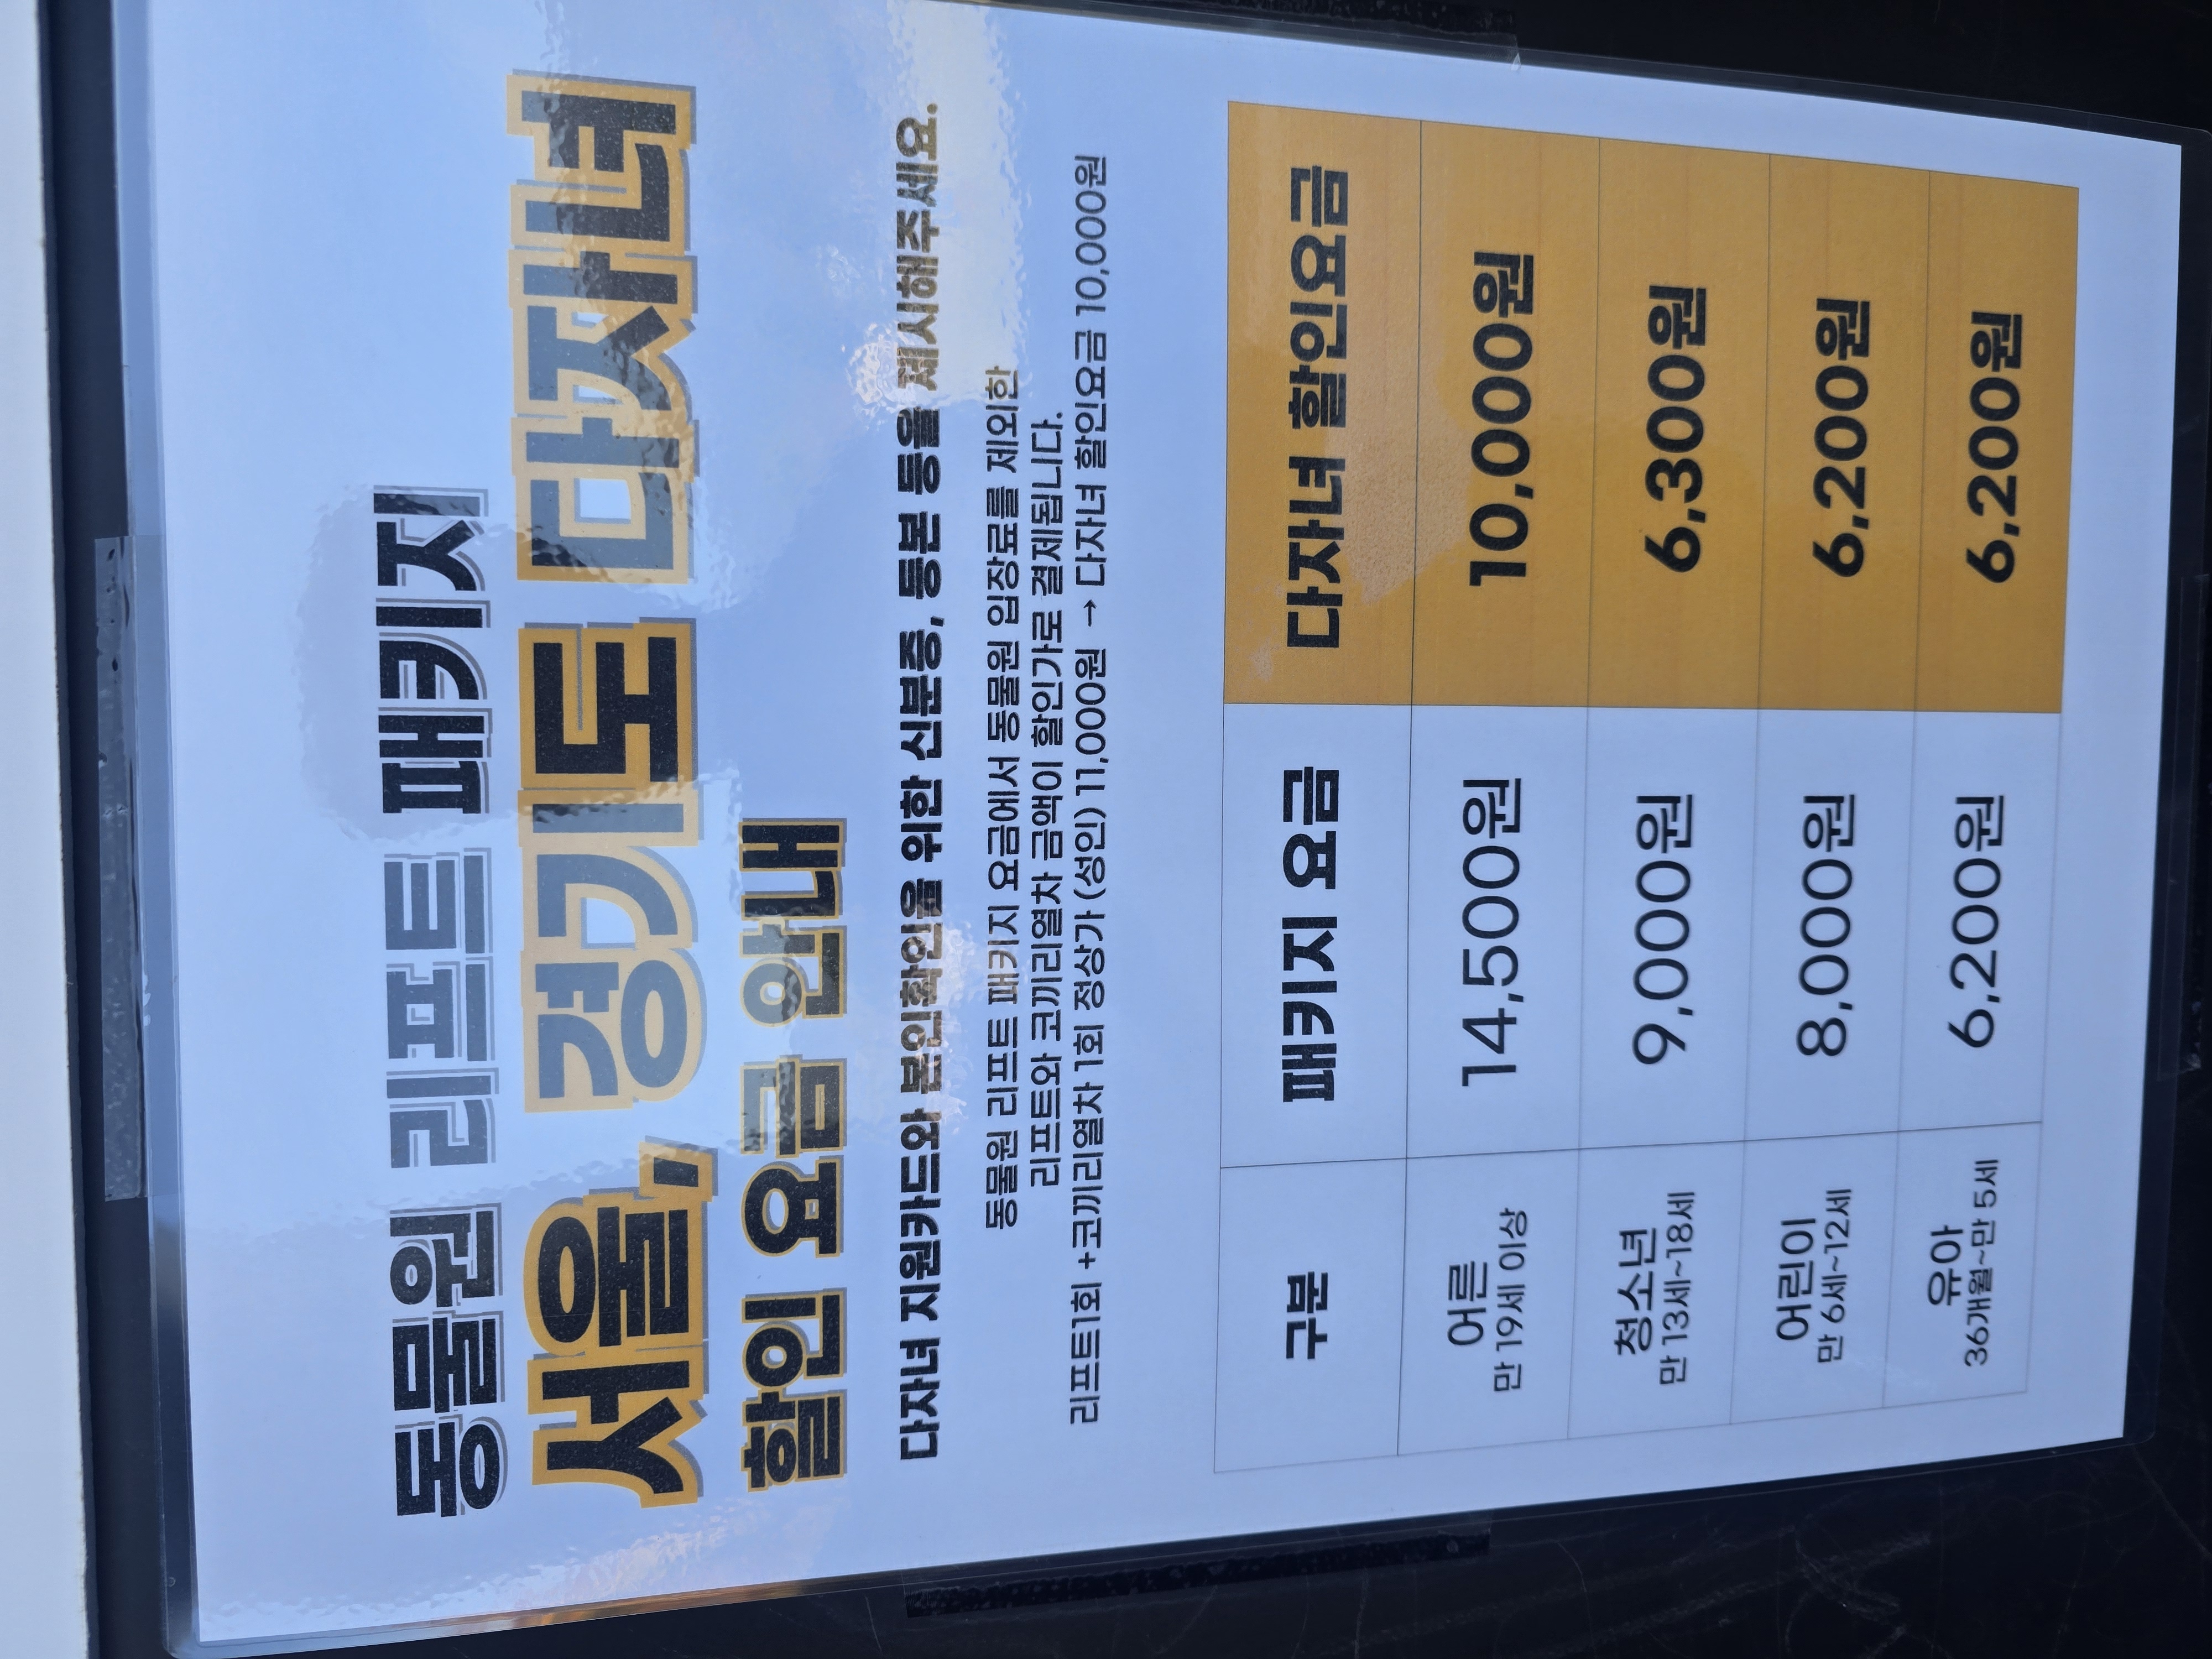 동물원 리프트 패키지
서울, 경기도 다자녀
할인 요금 안내
다자녀 지원카드와 본인확인을 위한 신분증, 등본 등을 제시해주세요.
동물원 리프트 패키지 요금에서 동물원 입장료를 제외한
리프트와 코끼리열차 금액이 할인가로 결제됩니다.
리프트1회 +코끼리열차 1회 정상가 (성인) 11,000원 → 다자녀 할인요금 10,000원
구분 패키지 요금 다자녀 할인요금
어른
만 19세 이상 14,500원 10,000원
청소년
만 13세~18세 9,000원 6,300원
어린이
만 6세~12세 8,000원 6,200원
유아
36개월~만 5세 6,200원 6,200원